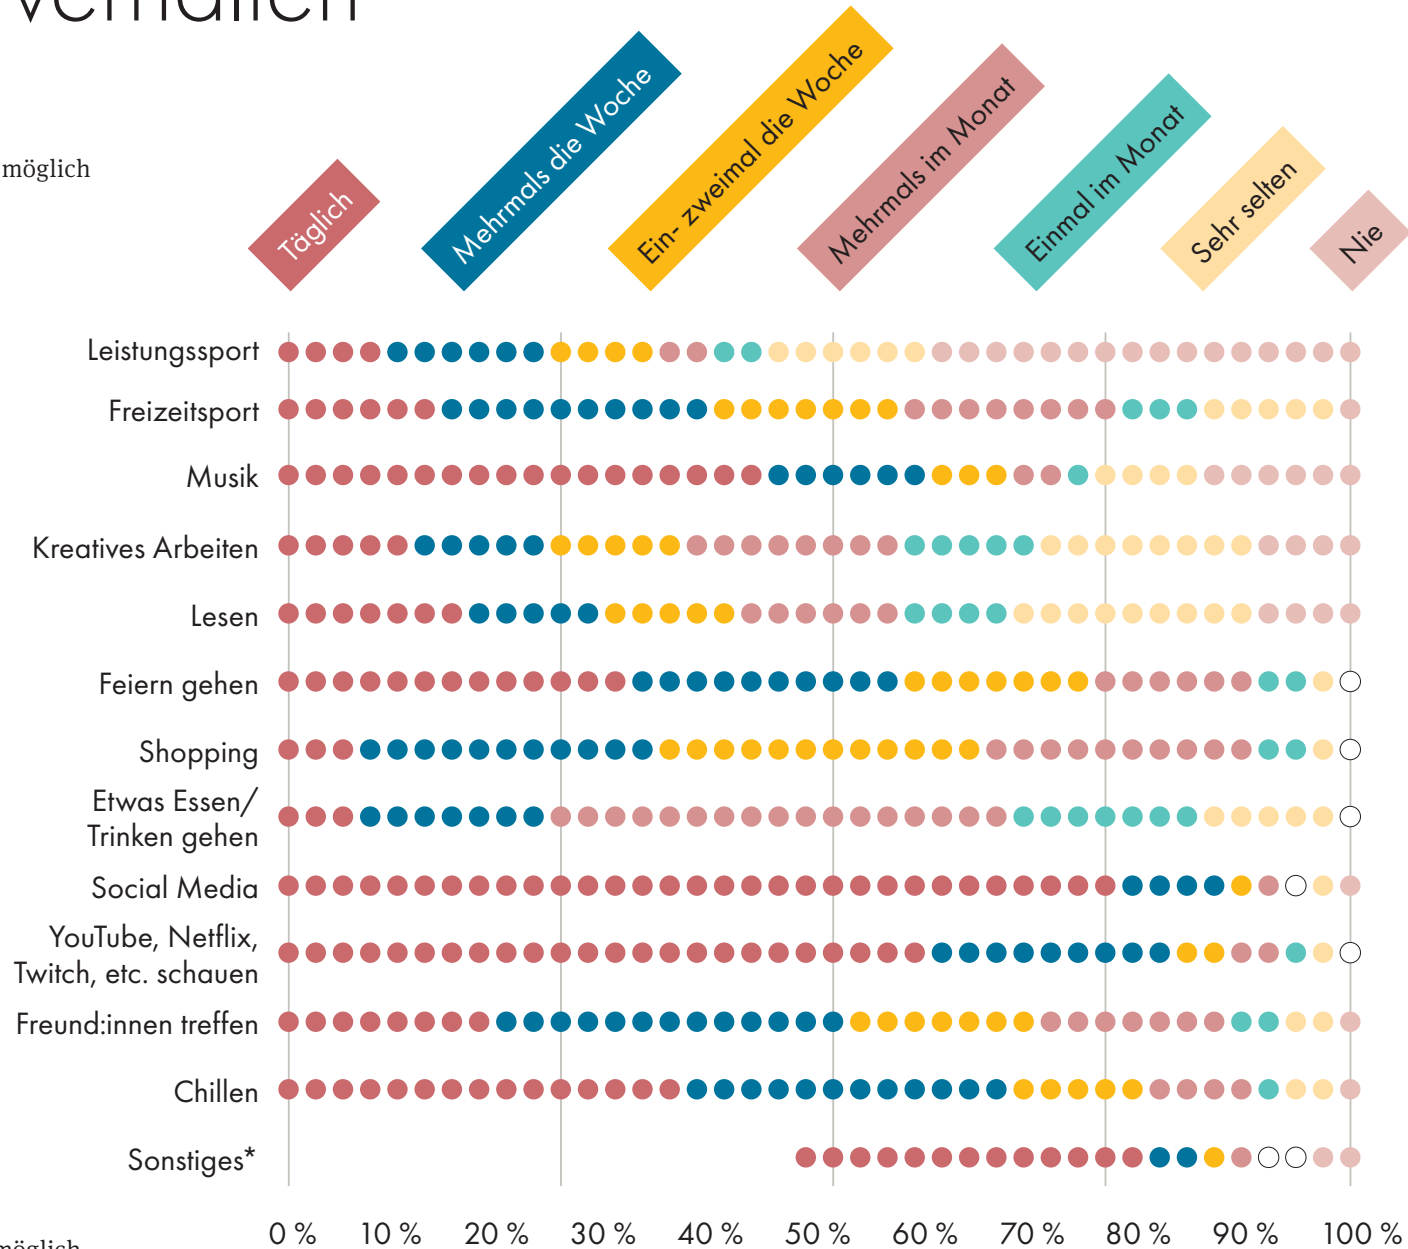 möglich
Täglich
Mehrmals die Woche
Ein- zweimal die Woche
Mehrmals im Monat
Einmal im Monat
Sehr selten
Nie
Leistungssport
Freizeitsport
Musik
Kreatives Arbeiten
Lesen
Feiern gehen
Shopping
Etwas Essen/
Trinken gehen
Social Media
YouTube, Netflix,
Twitch, etc. schauen
Freund:innen treffen
Chillen
Sonstiges*
0 % 10 % 20 % 30 % 40 % 50 % 60 % 70 % 80 % 90 % 100 %